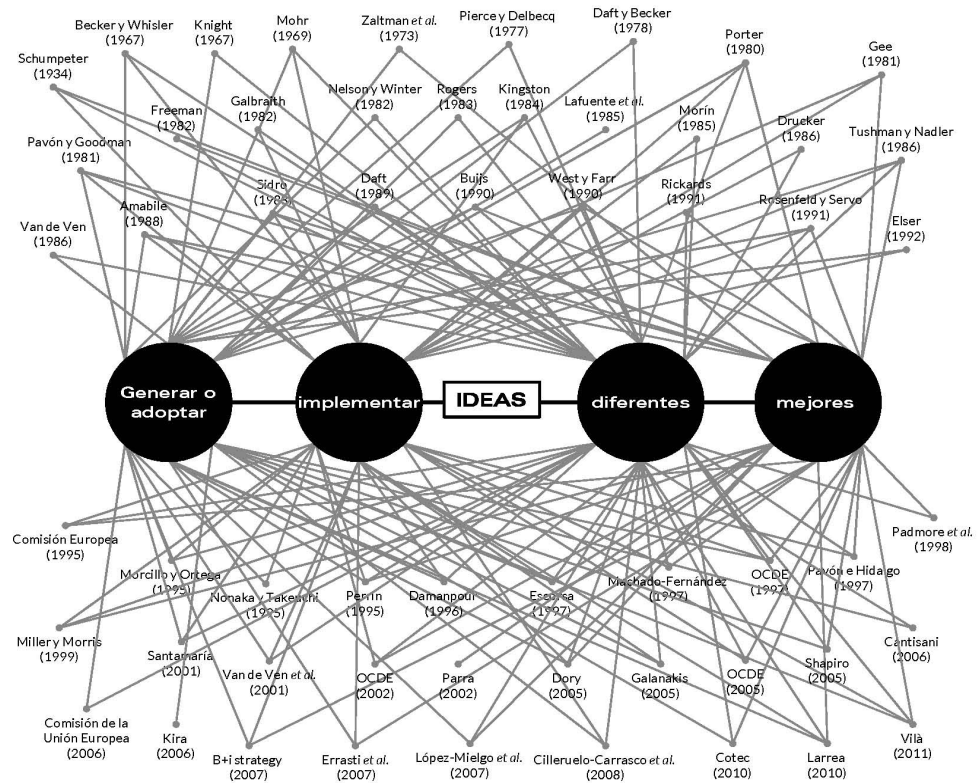 Becker y Whisler
(1967)
Knight
(1967)
Mohr
(1969)
Zaltman et al.
(1973)
Pierce y Delbecq
(1977)
Daft y Becker
(1978)
Porter
(1980)
Gee
(1981)
Schumpeter
(1934)
Freeman
(1982)
Galbraith
(1982)
Nelson y Winter
(1982)
Rogers
(1983)
Kingston
(1984)
Lafuente et al.
(1985)
Morín
(1985)
Drucker
(1986)
Tushman y Nadler
(1986)
Pavón y Goodman
(1981)
Amabile
(1988)
Sidro
Daft
(1989)
Buijs
(1990)
West y Farr
(1990)
Rickards
(1991)
Rosenfeld y Servo
(1991)
Elser
(1992)
Van de Ven
(1986)
Generar o
adoptar
implementar
IDEAS
diferentes
mejores
Comisión Europea
(1995)
Morcillo y Ortega
(1995)
Nonaka y Takeuchi
(1995)
Perrin
(1995)
Damanpour
(1996)
Escorsa
(1997)
Machado-Fernández
(1997)
OCDE
(1997)
Pavón e Hidalgo
(1997)
Padmore et al.
(1998)
Miller y Morris
(1999)
Santamaría
(2001)
Van de Ven et al.
(2001)
OCDE
(2002)
Parra
(2002)
Dory
(2005)
Galanakis
(2005)
OCDE
(2005)
Shapiro
(2005)
Cantisani
(2006)
Comisión de la
Unión Europea
(2006)
Kira
(2006)
B+i strategy
(2007)
Errasti et al.
(2007)
López-Mielgo et al.
(2007)
Cilleruelo-Carrasco et al.
(2008)
Cotec
(2010)
Larrea
(2010)
Vilà
(2011)